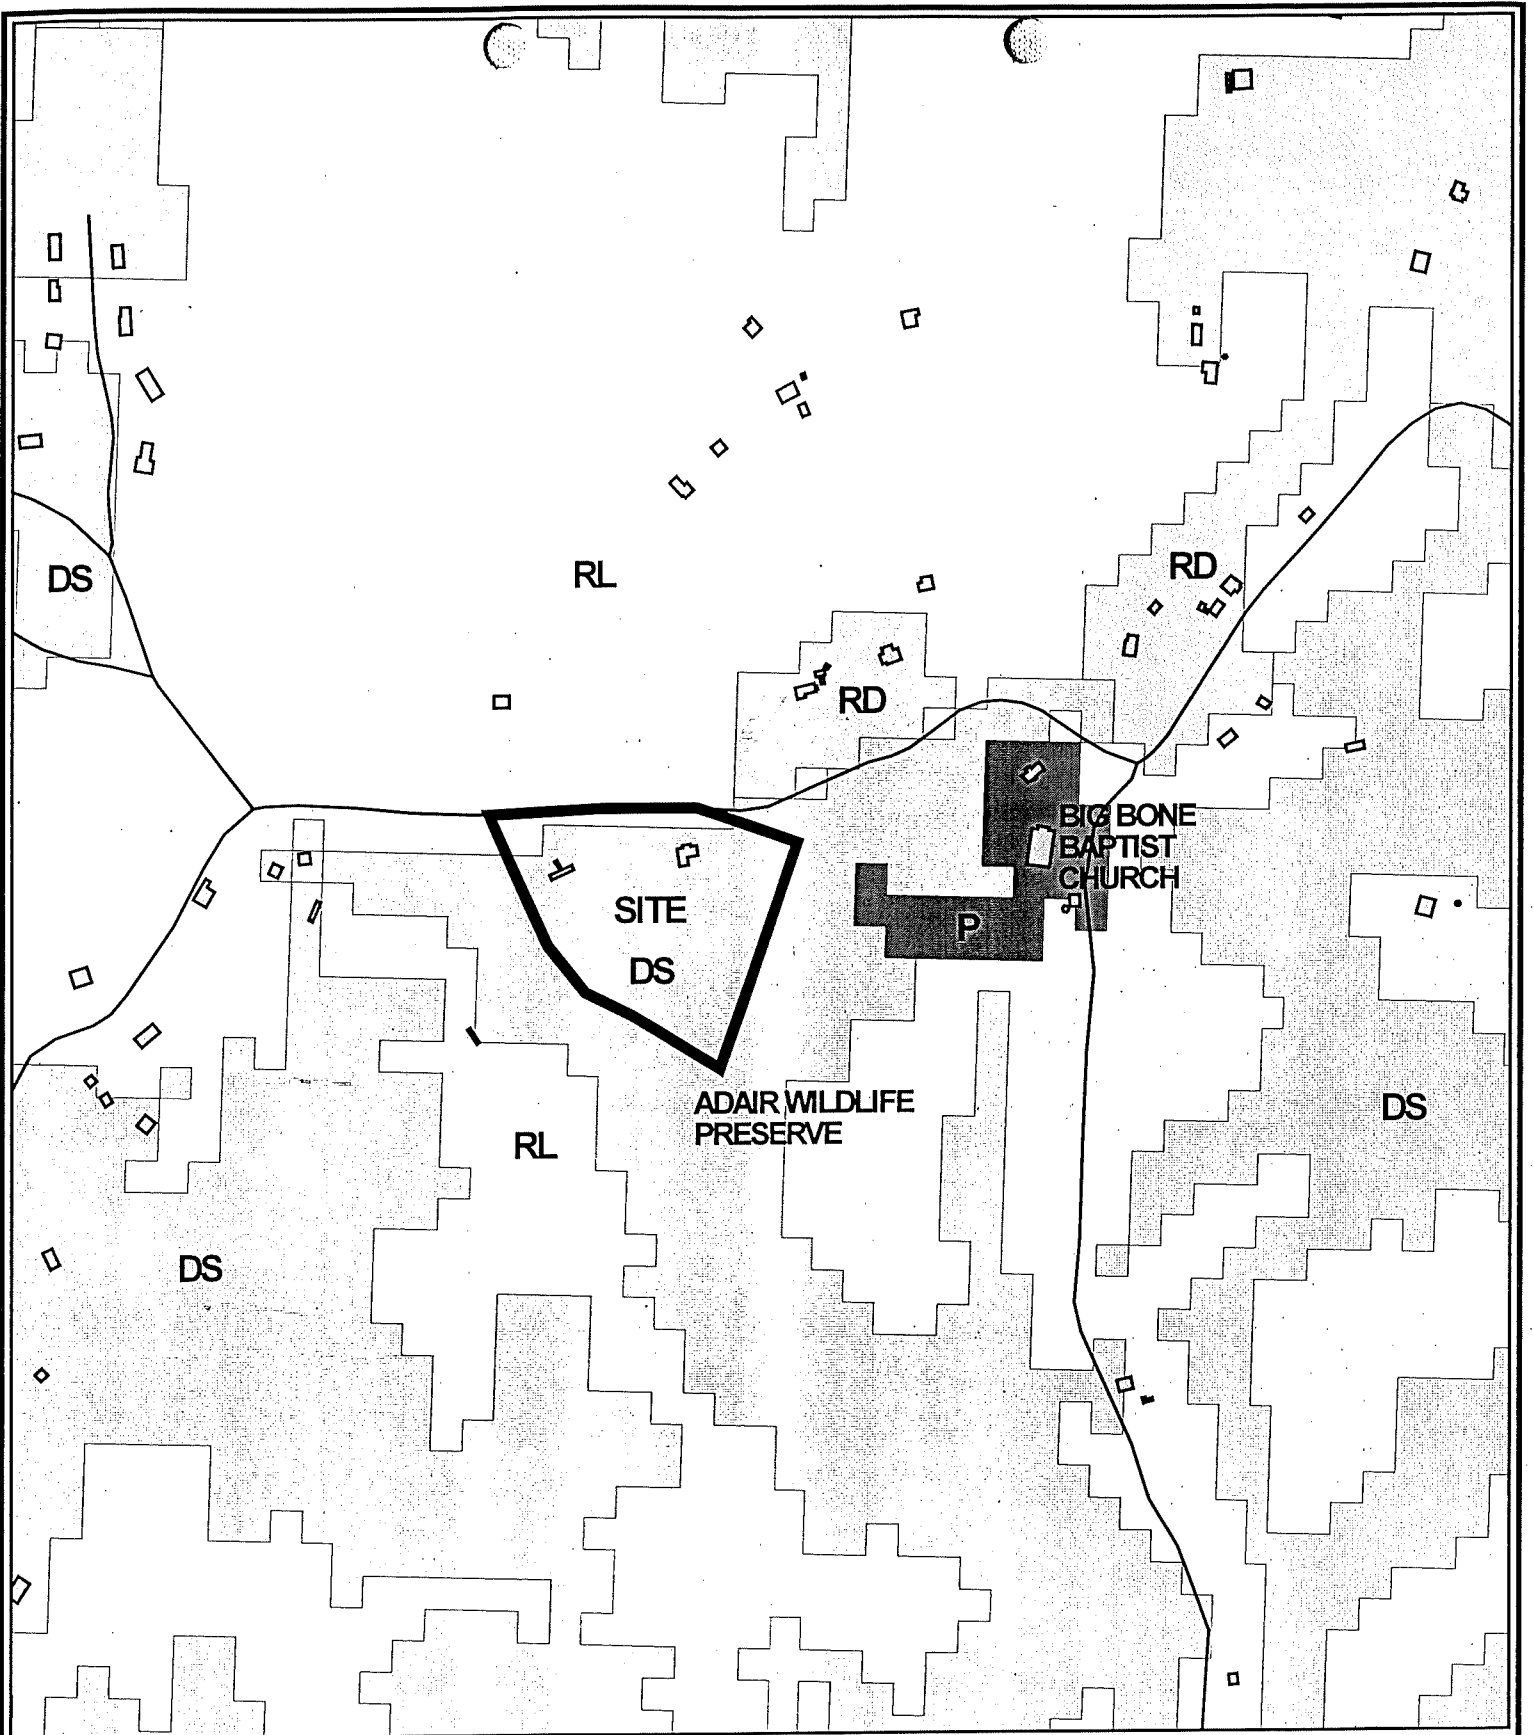 DS
RL
RD
RD
BIG BONE
BAPTIST
CHURCH
SITE
P
DS
ADAIR WILDLIFE
PRESERVE
DS
RL
DS